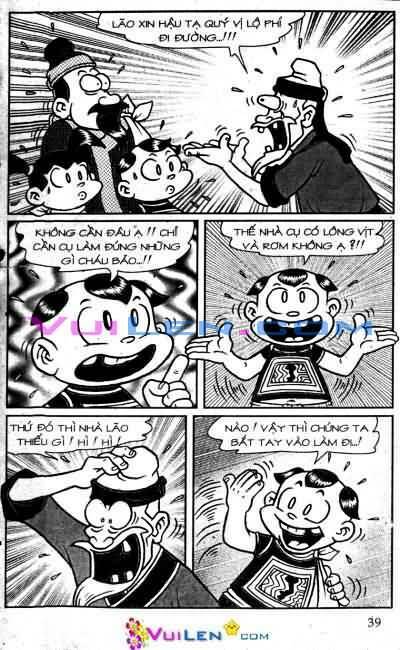 LÃO XIN HẬU TẠ QUÝ VỊ LỘ PHÍ
ĐI ĐƯỜNG...!!!
KHÔNG CẦN ĐÂU Ạ !! CHỈ
CẦN CỤ LÀM ĐÚNG NHỮNG
GÌ CHÁU BẢO...!!
THẾ NHÀ CỤ CÓ LÔNG VỊT
VÀ RƠM KHÔNG Ạ ?!!
VUILEN.COM
THỨ ĐÓ THÌ NHÀ LÃO
THIẾU GÌ ! HÌ ! HÌ !
NÀO ! VẬY THÌ CHÚNG TA
BẮT TAY VÀO LÀM ĐI...!
39
VUILEN.COM